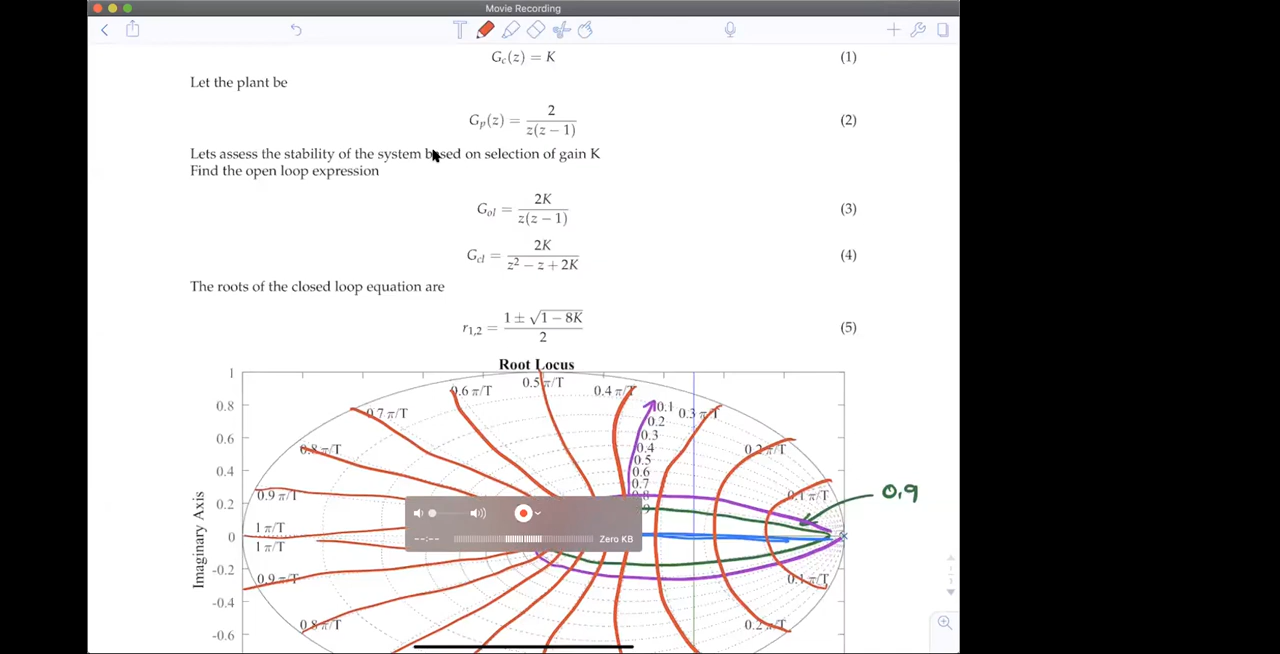 Movie Recording
G_c(z) = K (1)
Let the plant be
G_p(z) = 2 / z(z − 1) (2)
Lets assess the stability of the system based on selection of gain K
Find the open loop expression
G_ol = 2K / z(z − 1) (3)
G_cl = 2K / z² − z + 2K (4)
The roots of the closed loop equation are
r_1,2 = 1 ± √1 − 8K / 2 (5)
Root Locus
1
0.5 π/T
0.6 π/T
0.4 π/T
0.8
0.7 π/T
0.1
0.3 π/T
0.2
0.3
0.6
0.8 π/T
0.4
0.2 π/T
0.5
0.4
0.6
0.7
0.9 π/T
0.8
0.1 π/T
0.9
0.2
9
1 π/T
0
--:--
Zero KB
1 π/T
Imaginary Axis
-0.2
0.9 π/T
0.1 π/T
-0.4
0.8 π/T
0.2 π/T
-0.6